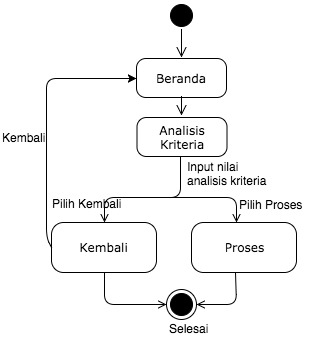 Beranda
Analisis
Kriteria
Kembali
Input nilai
analisis kriteria
Pilih Kembali
Pilih Proses
Kembali
Proses
Selesai